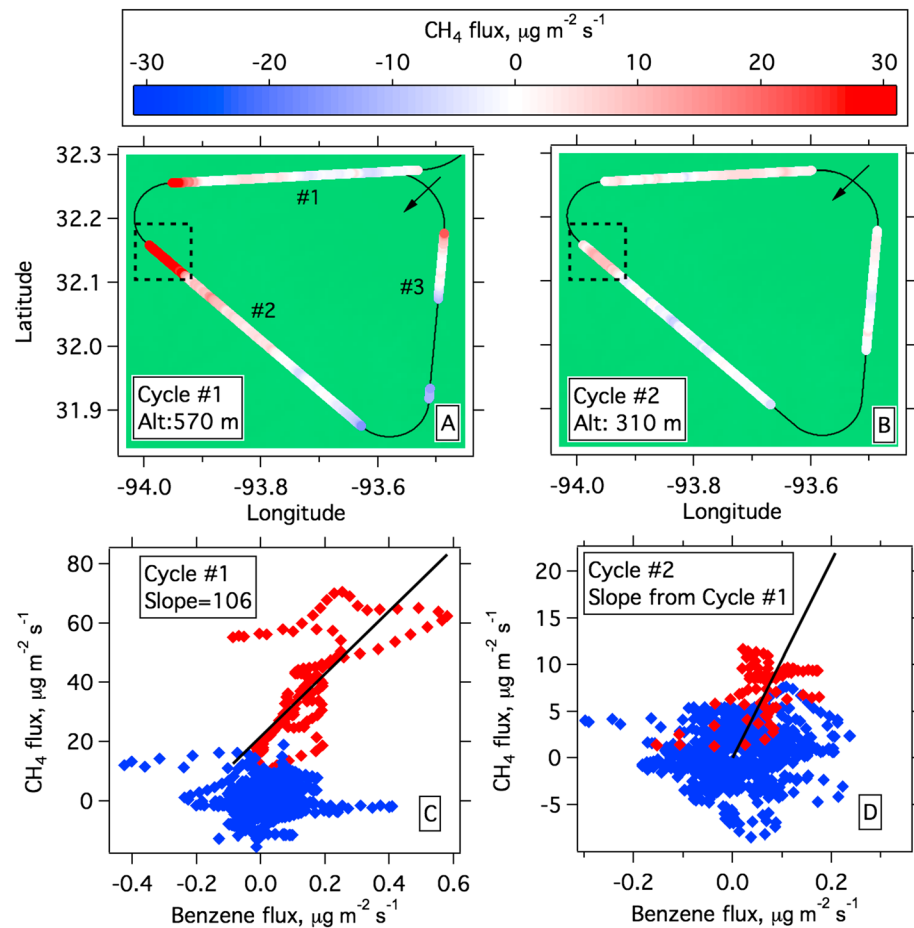 CH4 flux, μg m-2 s-1
-30 -20 -10 0 10 20 30
32.3
32.2
32.1
32.0
31.9
Latitude
#1
#2
#3
Cycle #1
Alt:570 m
A
-94.0 -93.8 -93.6
Longitude
Cycle #2
Alt: 310 m
B
-94.0 -93.8 -93.6
Longitude
80
60
40
20
0
CH4 flux, μg m-2 s-1
Cycle #1
Slope=106
C
-0.4 -0.2 0.0 0.2 0.4 0.6
Benzene flux, μg m-2 s-1
20
15
10
5
0
-5
CH4 flux, μg m-2 s-1
Cycle #2
Slope from Cycle #1
D
-0.2 0.0 0.2
Benzene flux, μg m-2 s-1